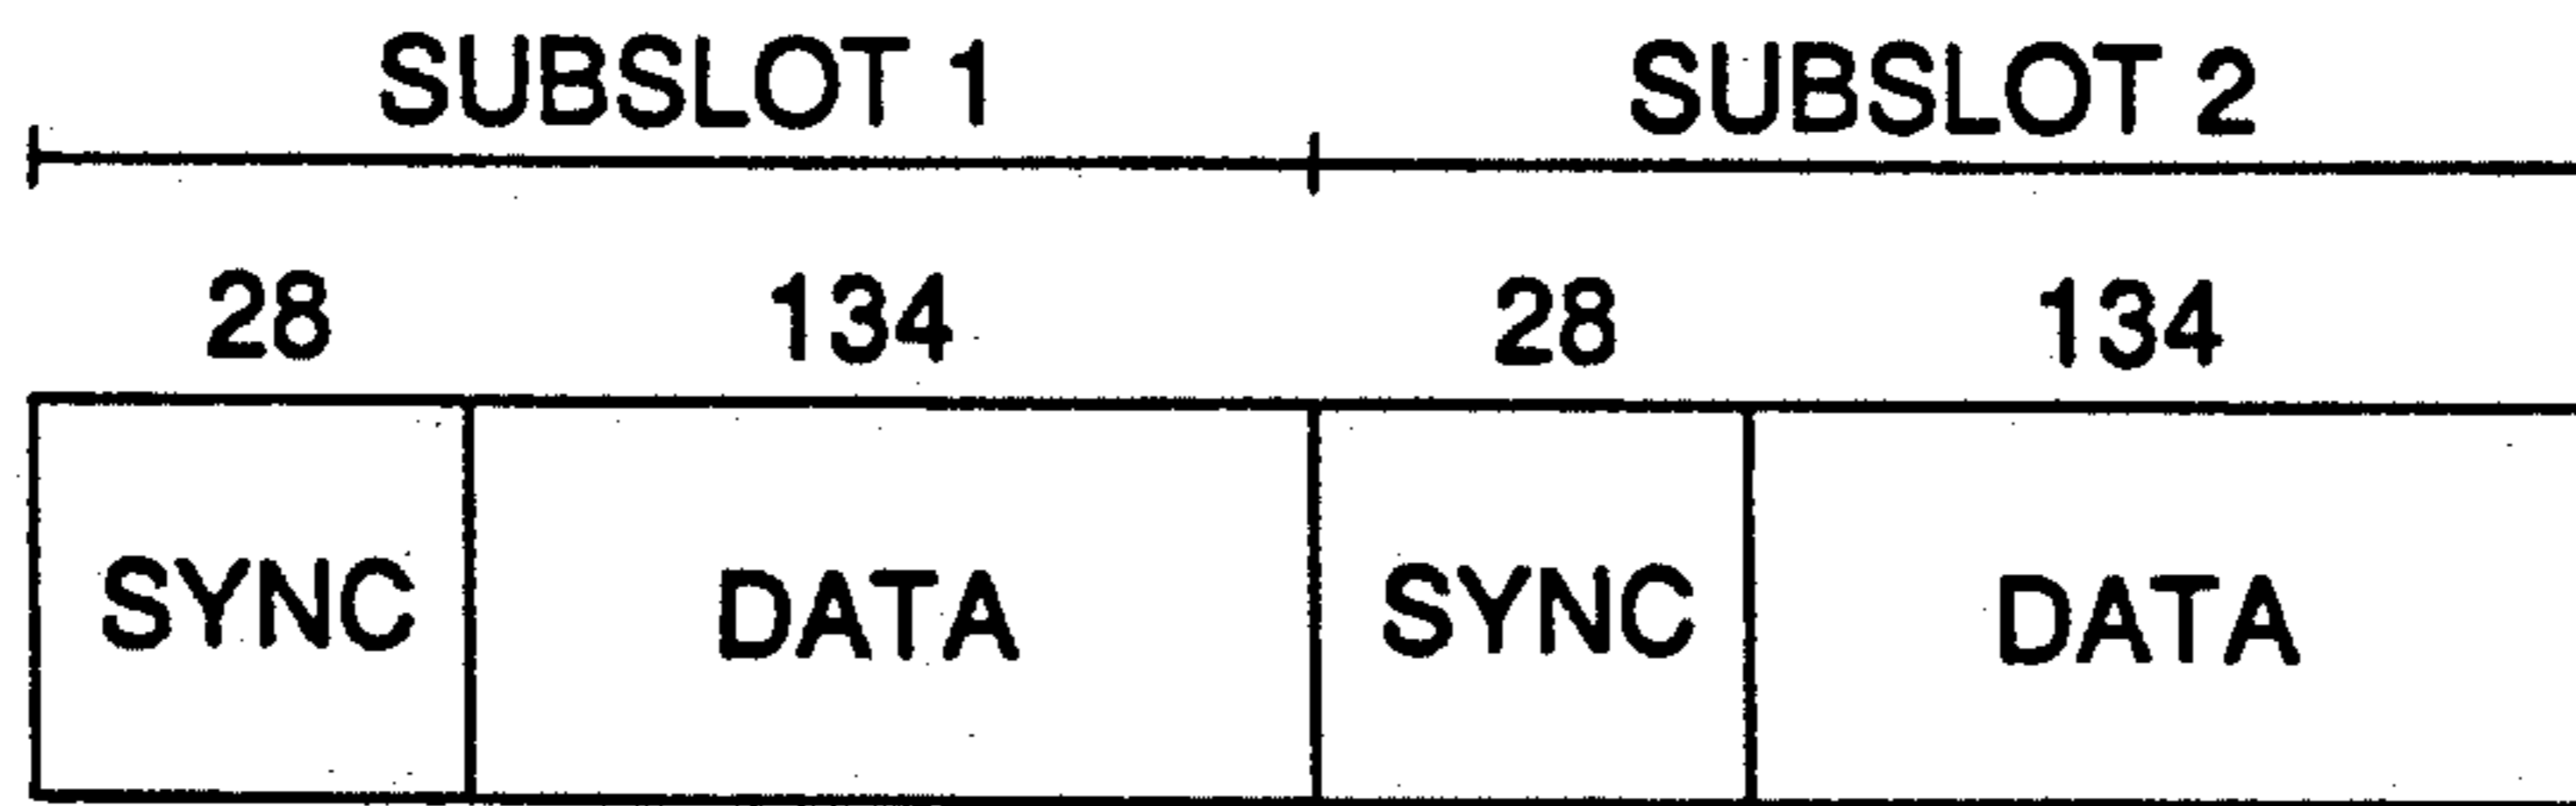 SUBSLOT 1 SUBSLOT 2
28 134 28 134
SYNC DATA SYNC DATA